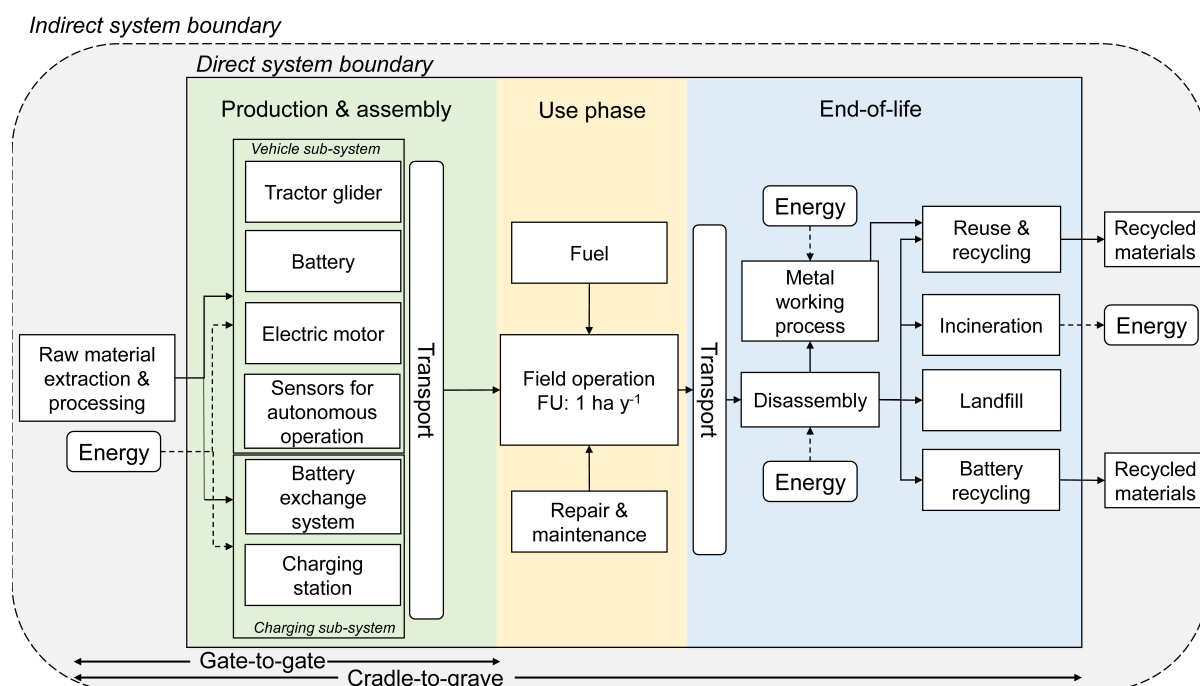 Indirect system boundary
Direct system boundary
Production & assembly
Use phase
End-of-life
Vehicle sub-system
Tractor glider
Battery
Electric motor
Sensors for
autonomous
operation
Battery
exchange
system
Charging
station
Charging sub-system
Raw material
extraction &
processing
Energy
Transport
Fuel
Field operation
FU: 1 ha y⁻¹
Repair &
maintenance
Transport
Energy
Metal
working
process
Disassembly
Energy
Reuse &
recycling
Incineration
Landfill
Battery
recycling
Recycled
materials
Energy
Recycled
materials
Gate-to-gate
Cradle-to-grave